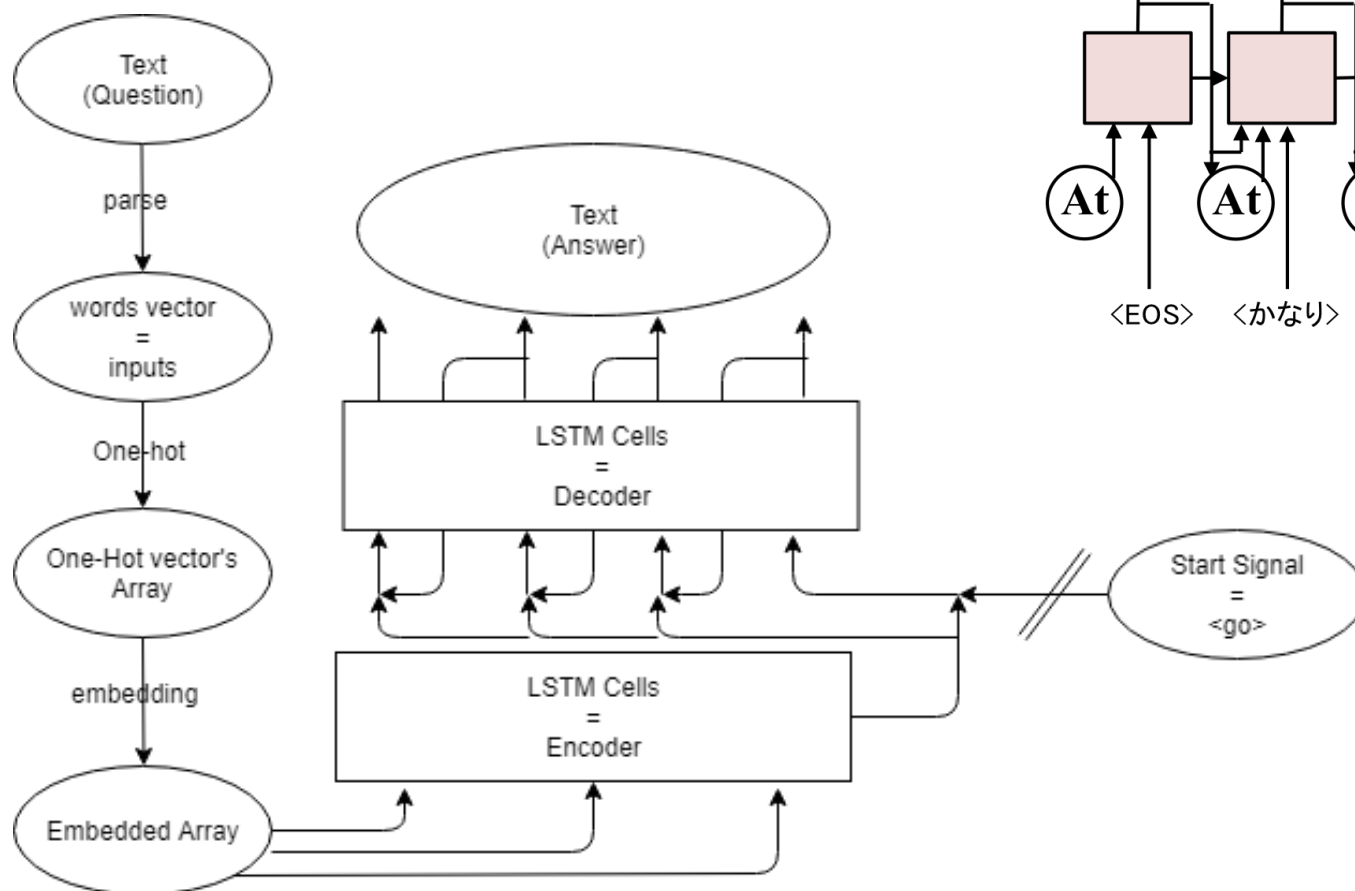 Text
(Question)
parse
words vector
=
inputs
One-hot
One-Hot vector's
Array
embedding
Embedded Array
Text
(Answer)
LSTM Cells
=
Decoder
LSTM Cells
=
Encoder
Start Signal
=
<go>
At
At
<EOS>
<かなり>